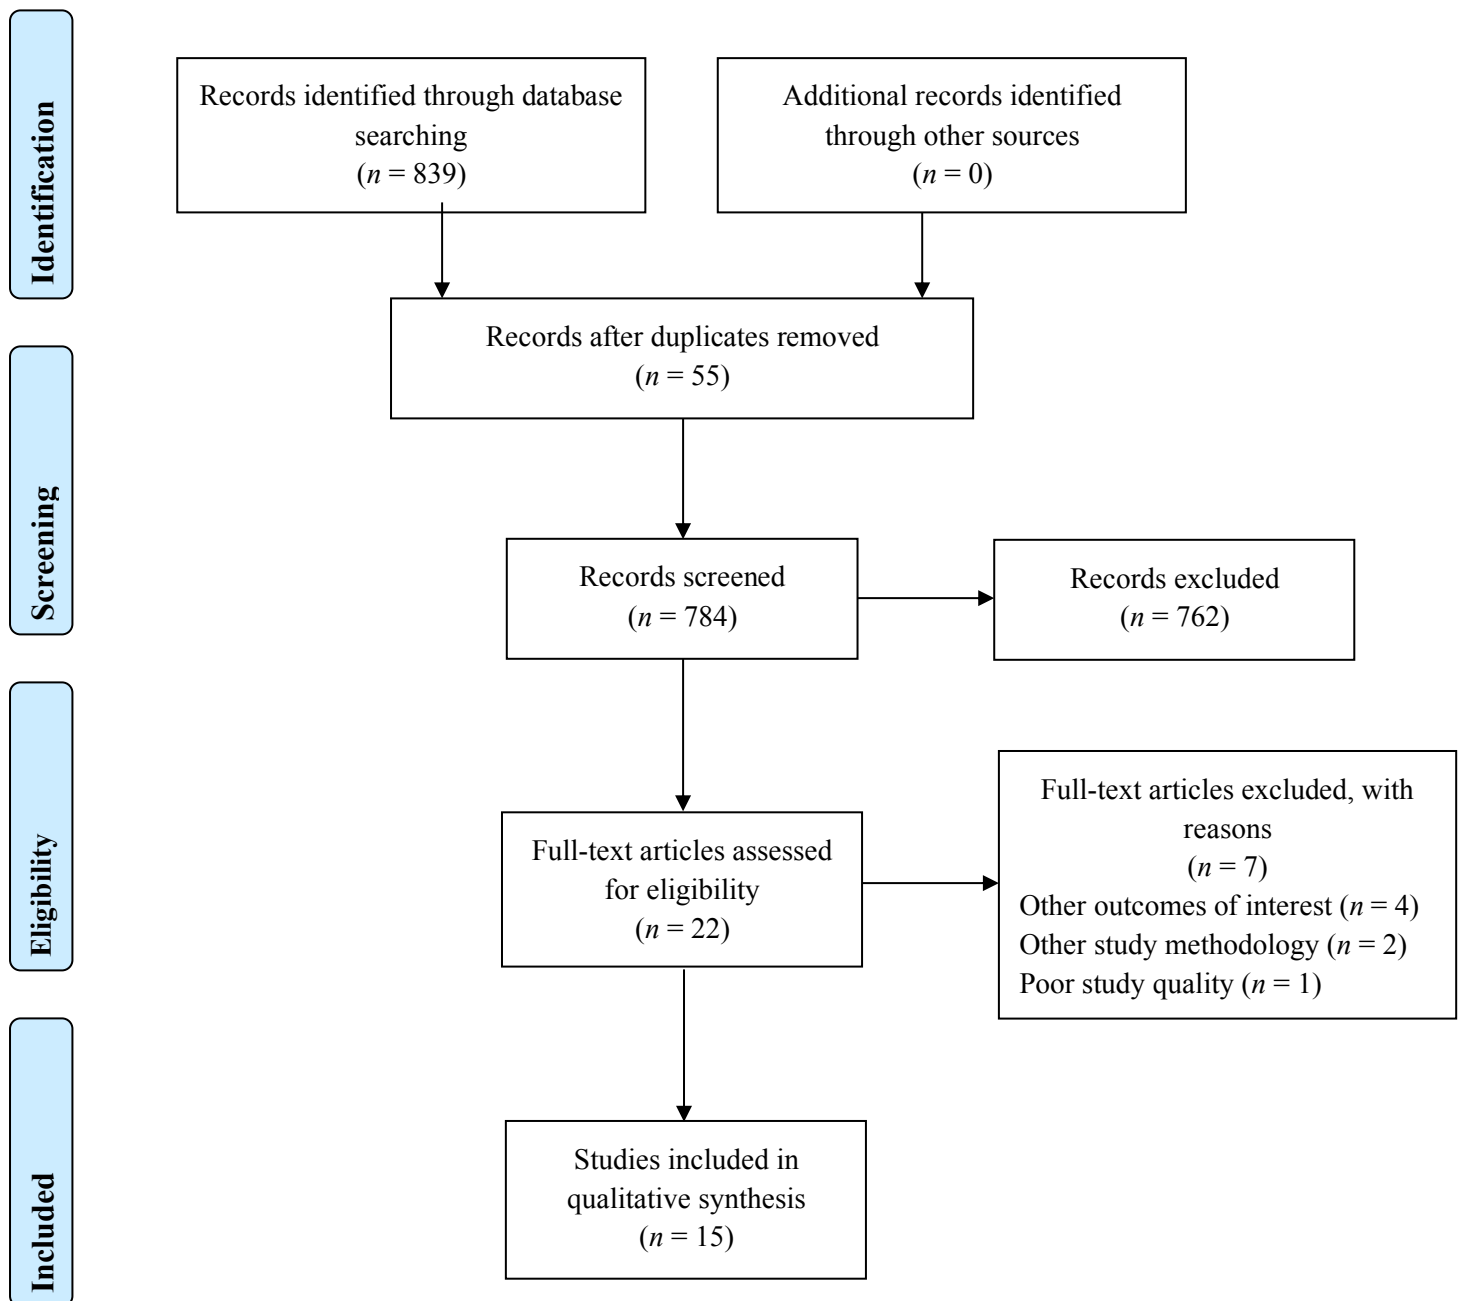 Identification
Records identified through database
searching
(n = 839)
Additional records identified
through other sources
(n = 0)
Records after duplicates removed
(n = 55)
Screening
Records screened
(n = 784)
Records excluded
(n = 762)
Eligibility
Full-text articles assessed
for eligibility
(n = 22)
Full-text articles excluded, with
reasons
(n = 7)
Other outcomes of interest (n = 4)
Other study methodology (n = 2)
Poor study quality (n = 1)
Included
Studies included in
qualitative synthesis
(n = 15)